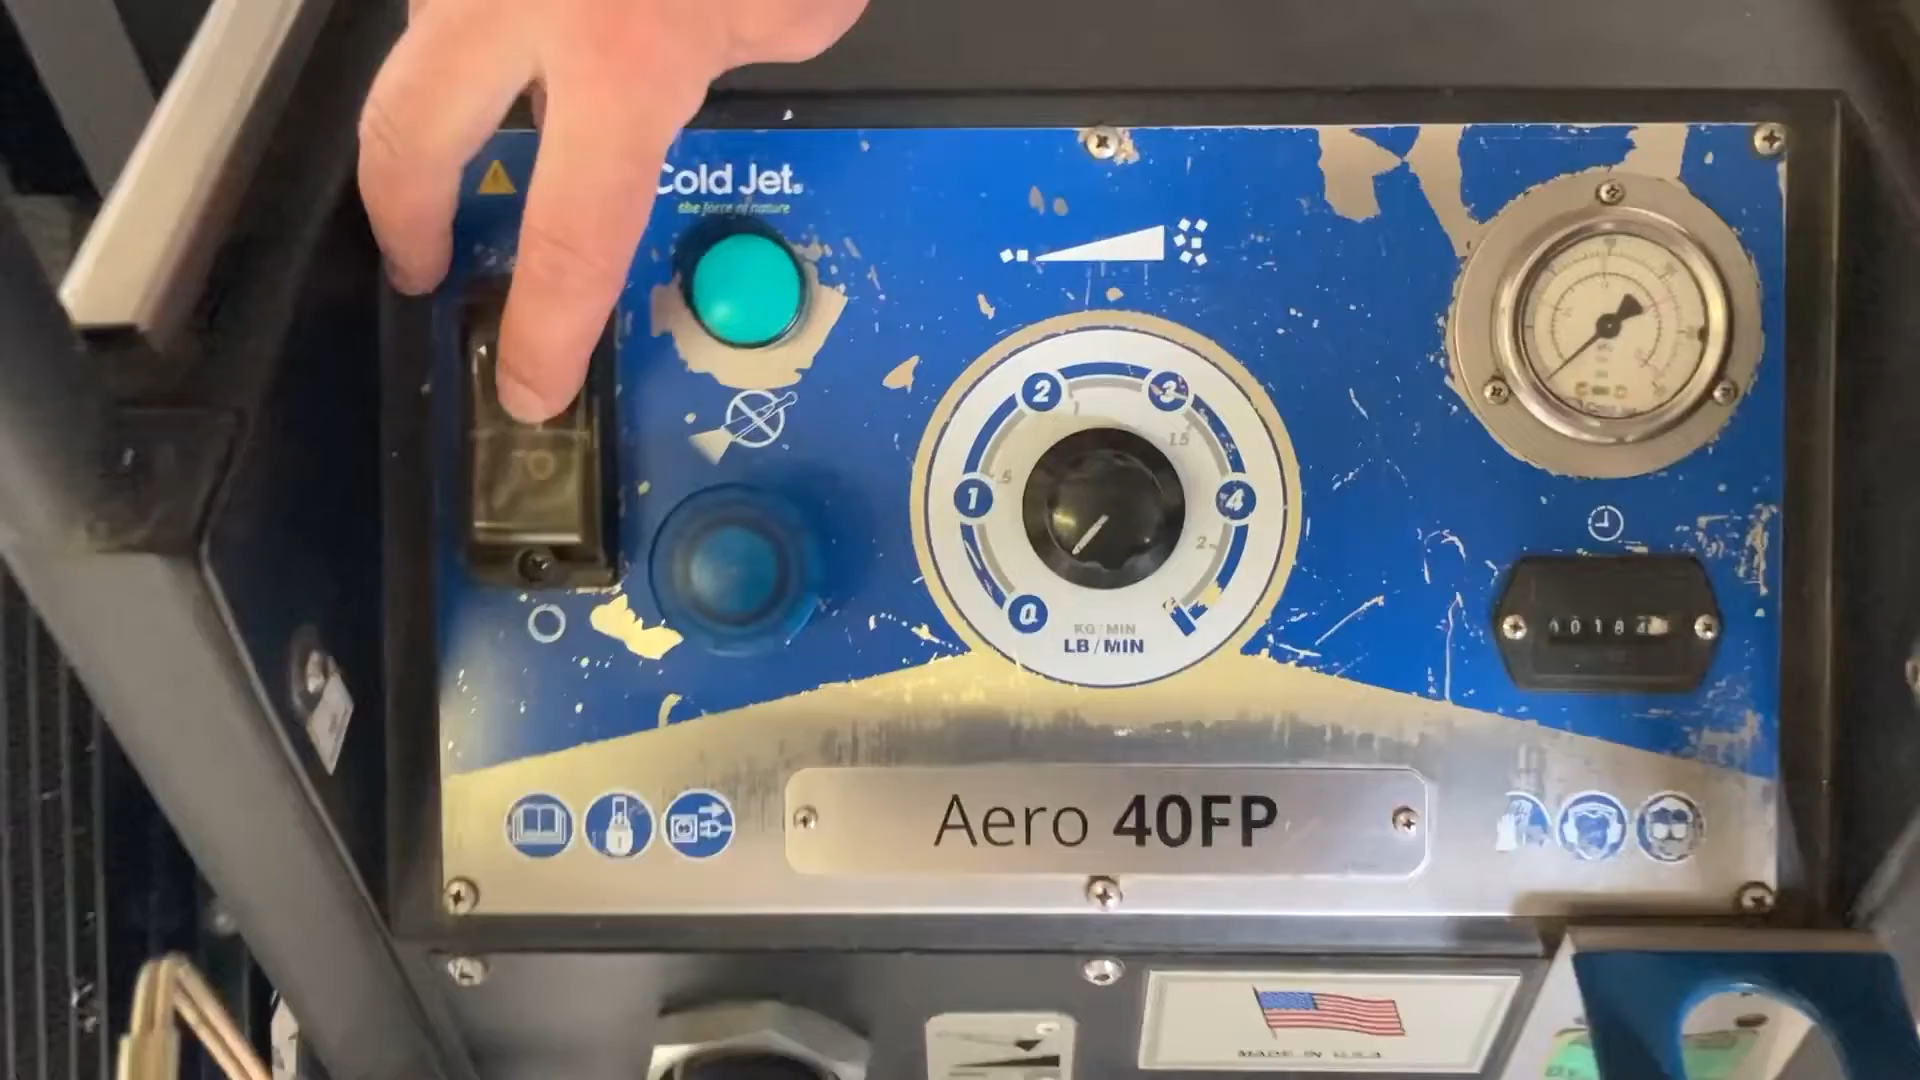 Cold Jet®
the force of nature
2
3
1
1.5
1
.5
4
2
0
KG/MIN
LB/MIN
Aero 40FP
MADE IN U.S.A.